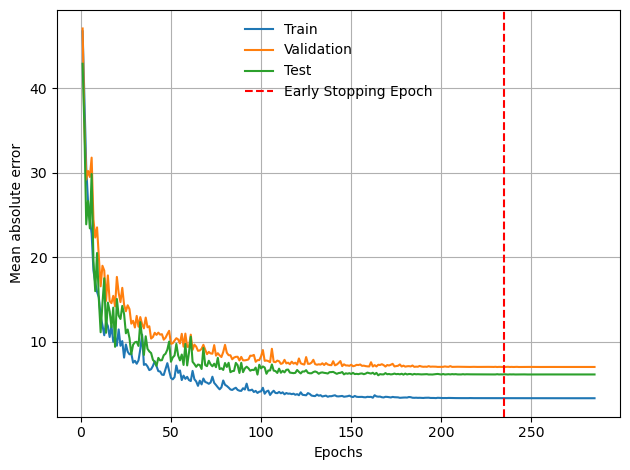 Train
Validation
Test
Early Stopping Epoch
40
30
20
10
Mean absolute error
0 50 100 150 200 250
Epochs